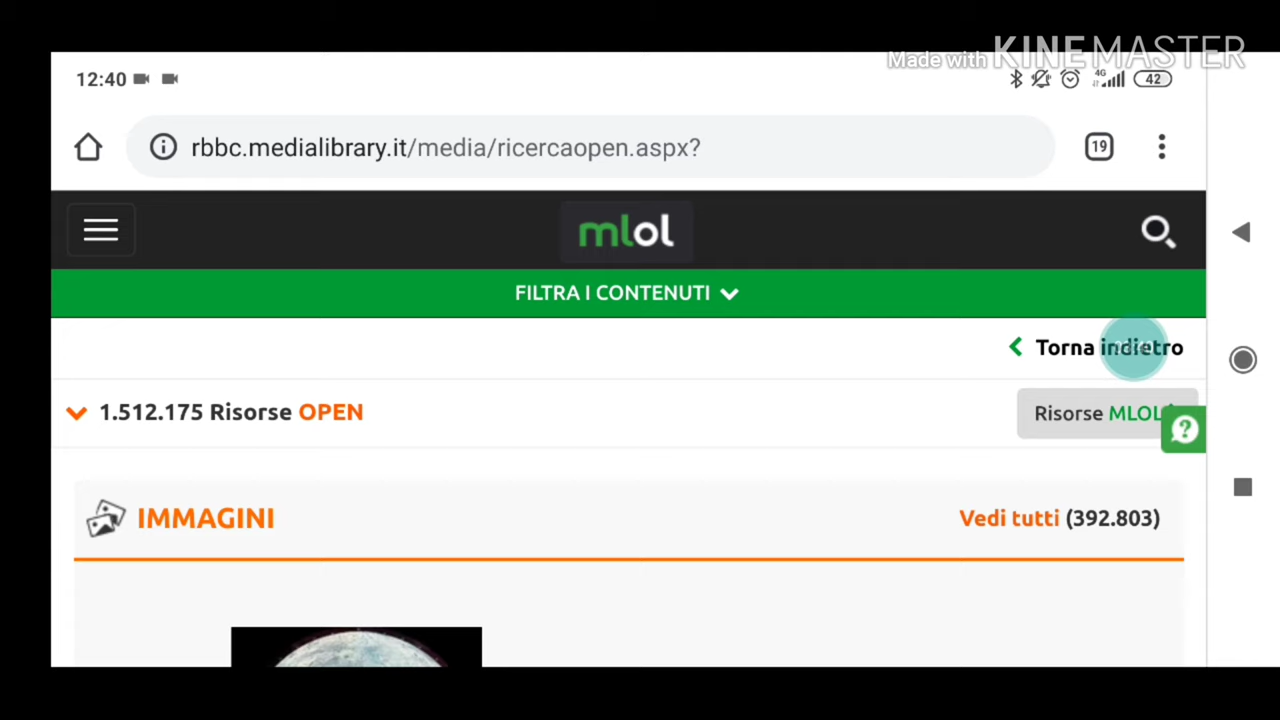 Made with KINEMASTER
12:40
4G
42
rbbc.medialibrary.it/media/ricercaopen.aspx?
19
mlol
FILTRA I CONTENUTI
Torna indietro
1.512.175 Risorse OPEN
Risorse MLOL
?
IMMAGINI
Vedi tutti (392.803)